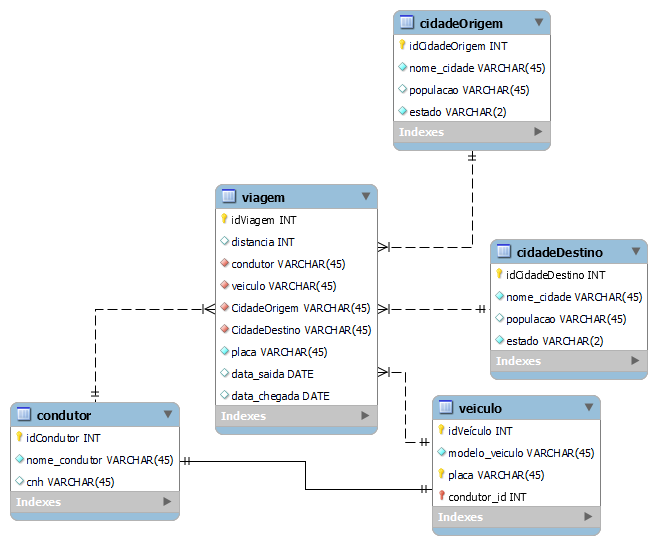 cidadeOrigem
idCidadeOrigem INT
nome_cidade VARCHAR(45)
populacao VARCHAR(45)
estado VARCHAR(2)
Indexes
viagem
idViagem INT
distancia INT
condutor VARCHAR(45)
veiculo VARCHAR(45)
CidadeOrigem VARCHAR(45)
CidadeDestino VARCHAR(45)
placa VARCHAR(45)
data_saida DATE
data_chegada DATE
Indexes
cidadeDestino
idCidadeDestino INT
nome_cidade VARCHAR(45)
populacao VARCHAR(45)
estado VARCHAR(2)
Indexes
condutor
idCondutor INT
nome_condutor VARCHAR(45)
cnh VARCHAR(45)
Indexes
veiculo
idVeículo INT
modelo_veiculo VARCHAR(45)
placa VARCHAR(45)
condutor_id INT
Indexes